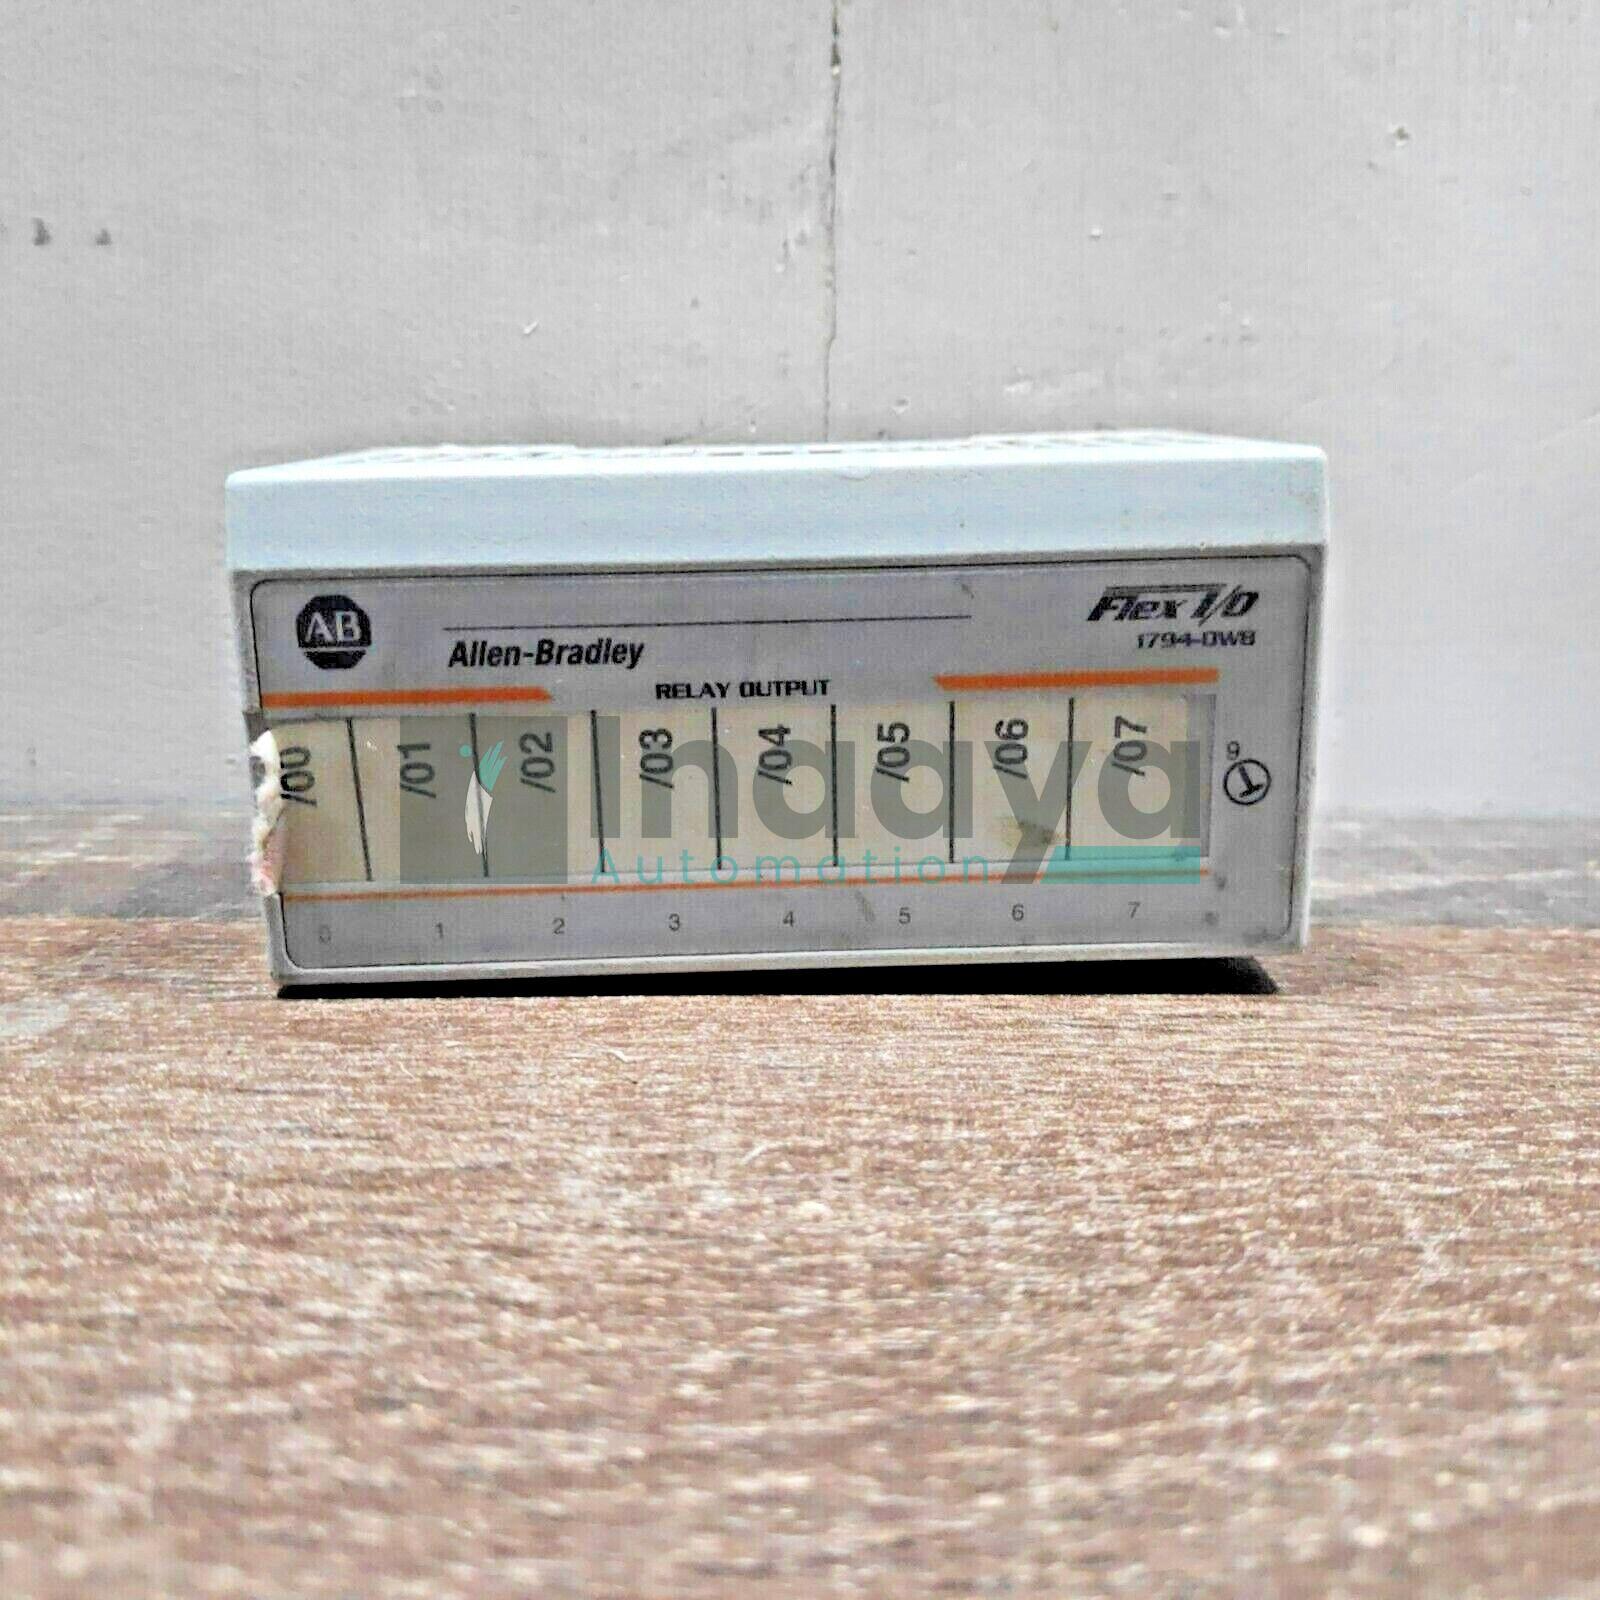 AB
Allen-Bradley
Flex I/O
1794-OW8
RELAY OUTPUT
/00 /01 /02 /03 /04 /05 /06 /07
9
Inaaya
Automation
0 1 2 3 4 5 6 7